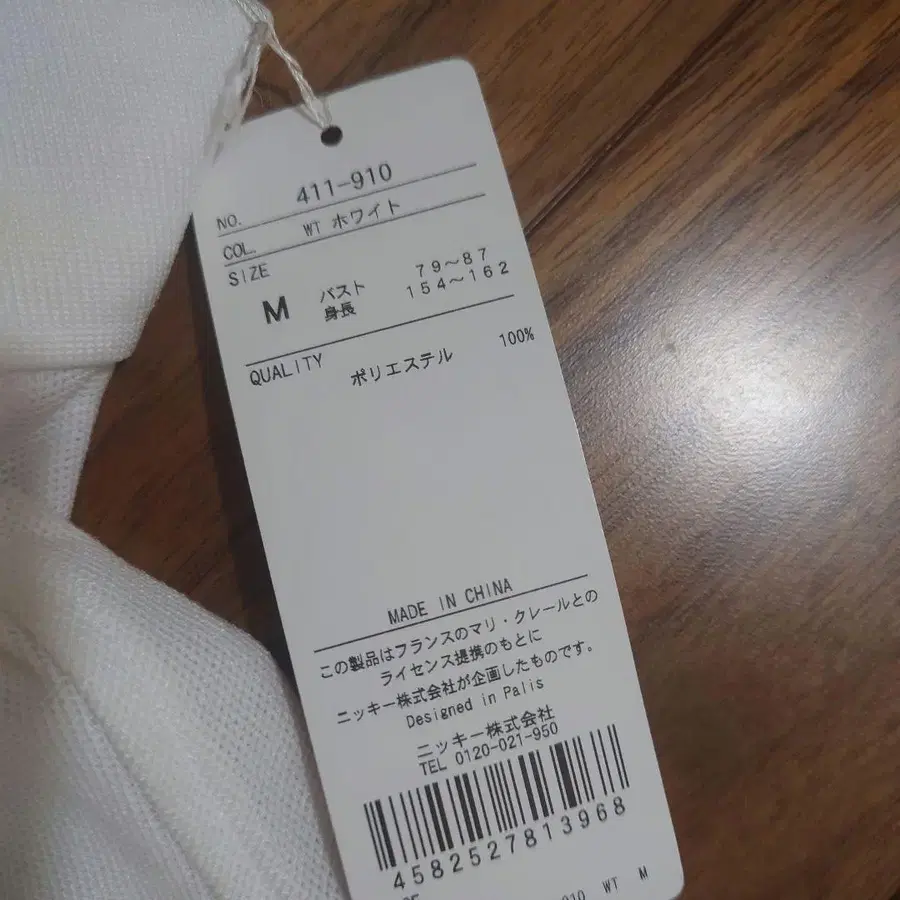 NO. 411-910
COL. WT ホワイト
SIZE
M バスト 79～87
身長 154～162
QUALITY
ポリエステル 100%
MADE IN CHINA
この製品はフランスのマリ・クレールとの
ライセンス提携のもとに
ニッキー株式会社が企画したものです。
Designed in Palis
ニッキー株式会社
TEL 0120-021-950
4582527813968
WT M